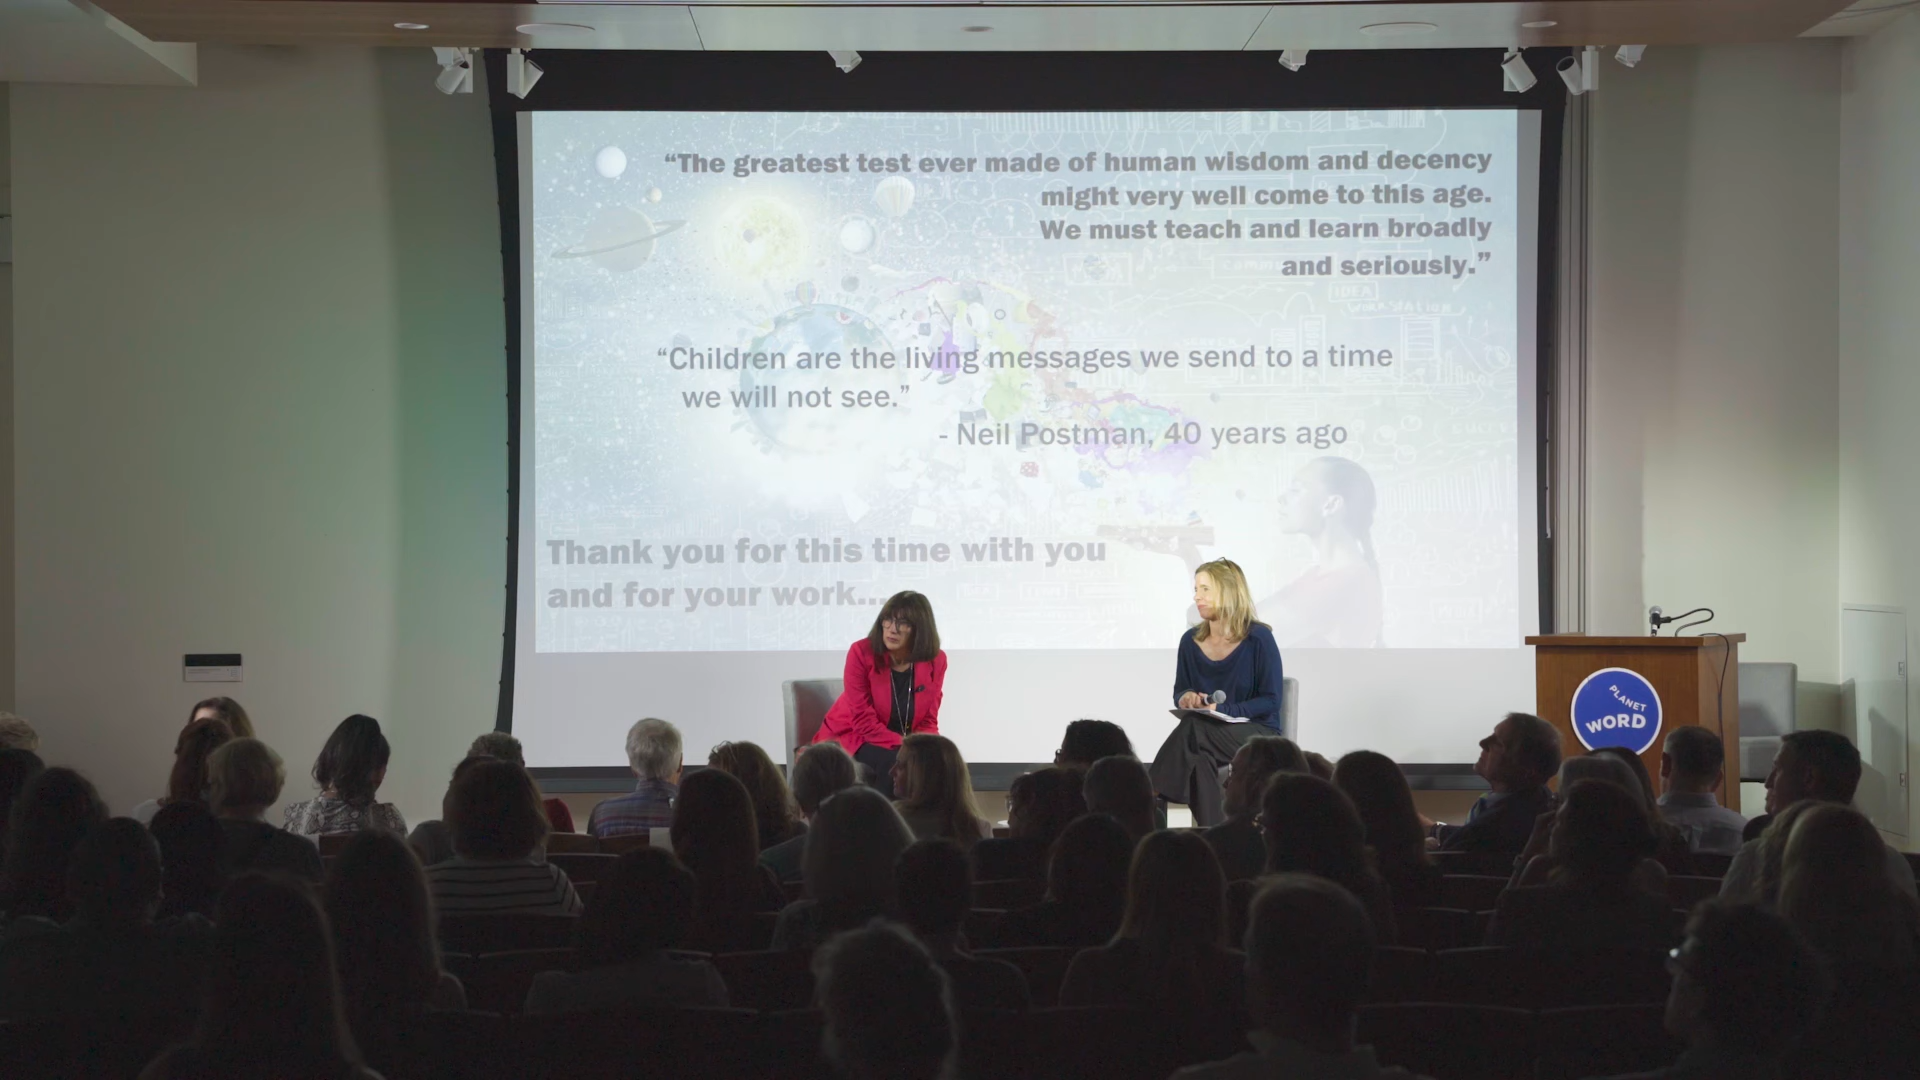 “The greatest test ever made of human wisdom and decency
might very well come to this age.
We must teach and learn broadly
and seriously.”
IDEA
WORKSTATION
“Children are the living messages we send to a time
we will not see.”
- Neil Postman, 40 years ago
Thank you for this time with you
and for your work...
PLANET
WORD